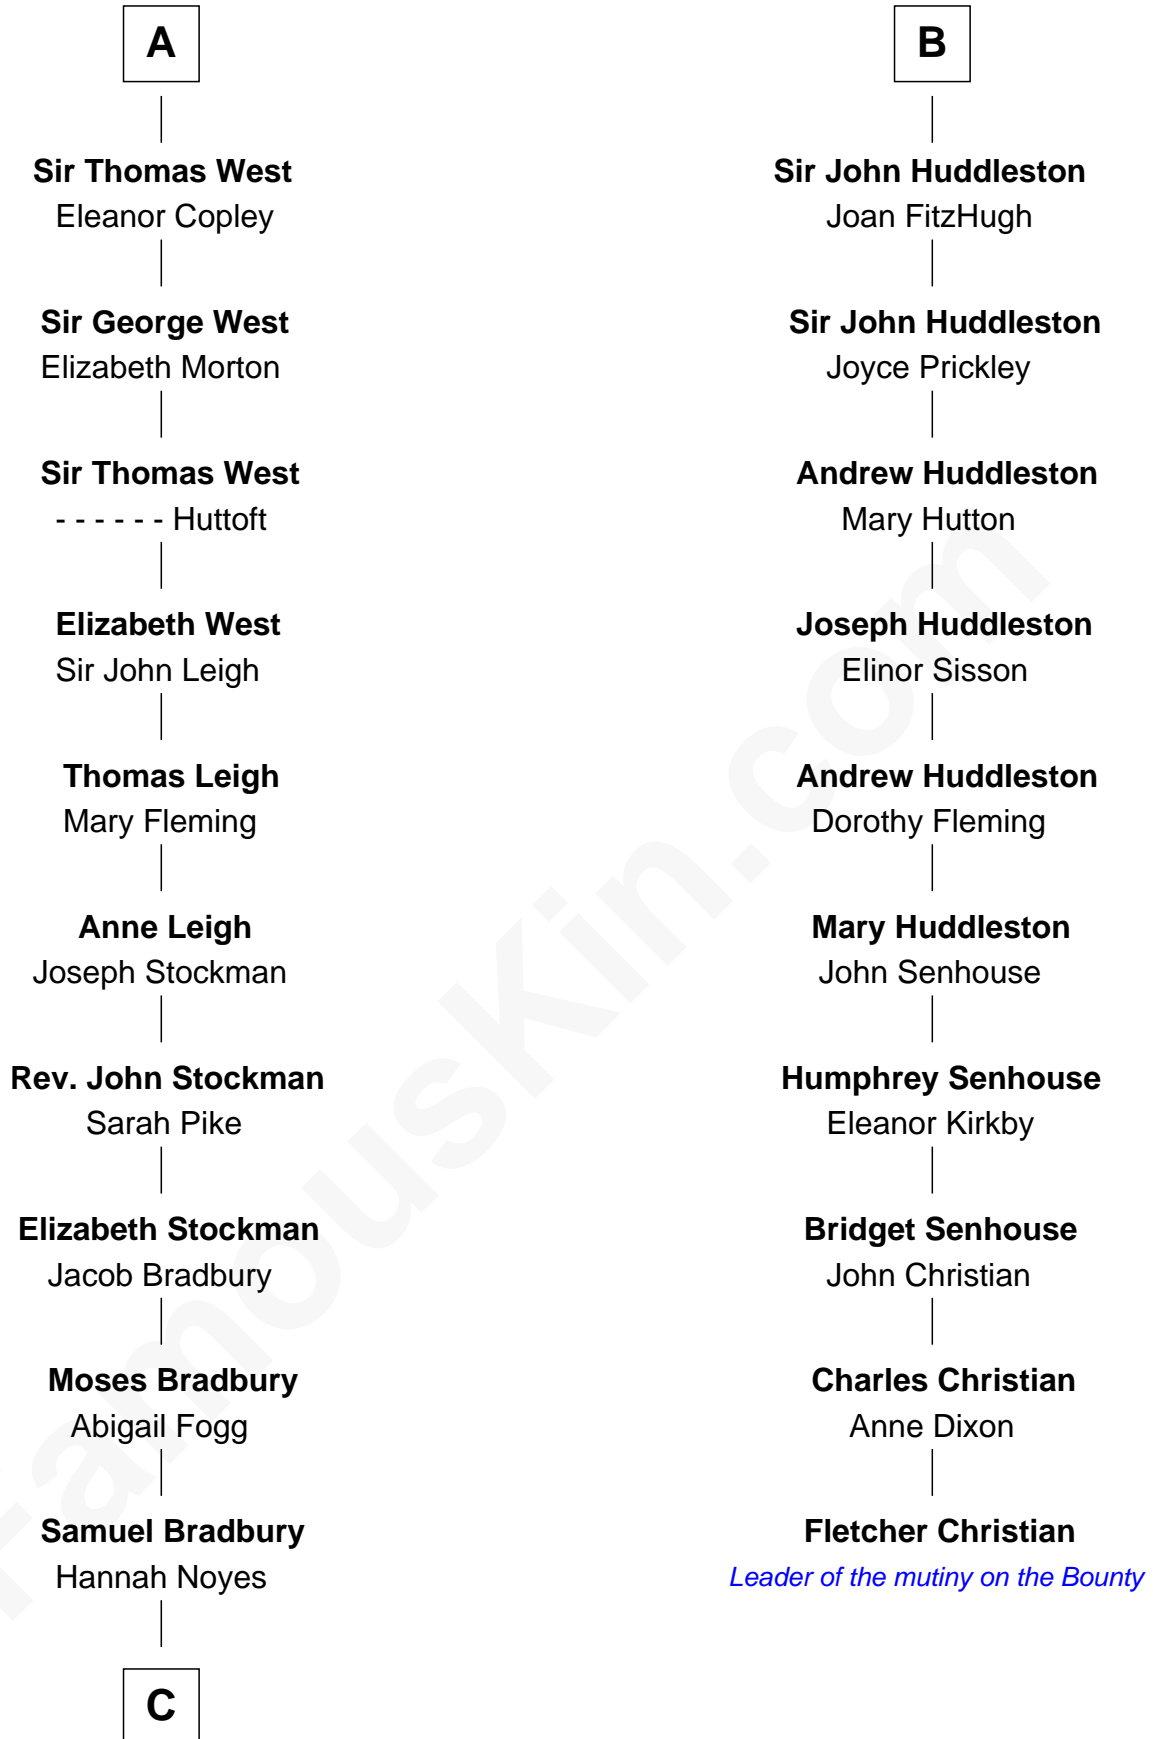 A
Sir Thomas West
Eleanor Copley
Sir George West
Elizabeth Morton
Sir Thomas West
- - - - - - Huttoft
Elizabeth West
Sir John Leigh
Thomas Leigh
Mary Fleming
Anne Leigh
Joseph Stockman
Rev. John Stockman
Sarah Pike
Elizabeth Stockman
Jacob Bradbury
Moses Bradbury
Abigail Fogg
Samuel Bradbury
Hannah Noyes
C
B
Sir John Huddleston
Joan FitzHugh
Sir John Huddleston
Joyce Prickley
Andrew Huddleston
Mary Hutton
Joseph Huddleston
Elinor Sisson
Andrew Huddleston
Dorothy Fleming
Mary Huddleston
John Senhouse
Humphrey Senhouse
Eleanor Kirkby
Bridget Senhouse
John Christian
Charles Christian
Anne Dixon
Fletcher Christian
Leader of the mutiny on the Bounty
FamousKin.com